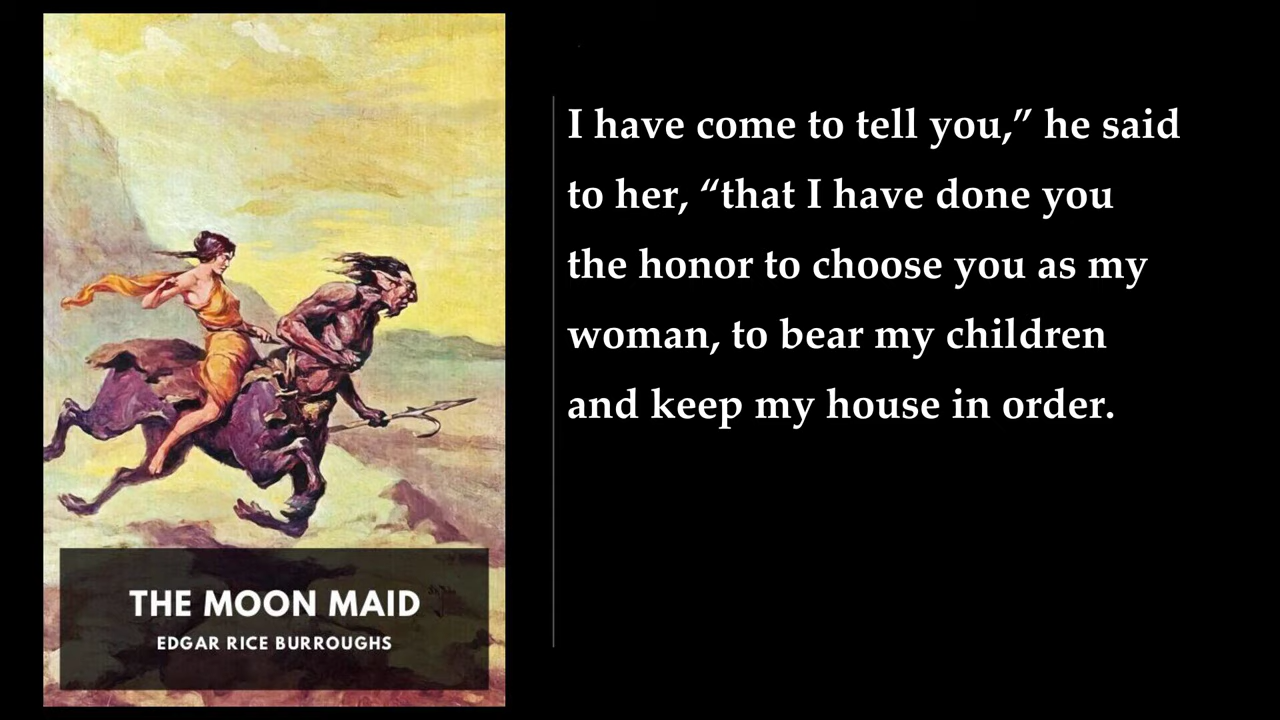 THE MOON MAID
EDGAR RICE BURROUGHS
I have come to tell you,” he said
to her, “that I have done you
the honor to choose you as my
woman, to bear my children
and keep my house in order.